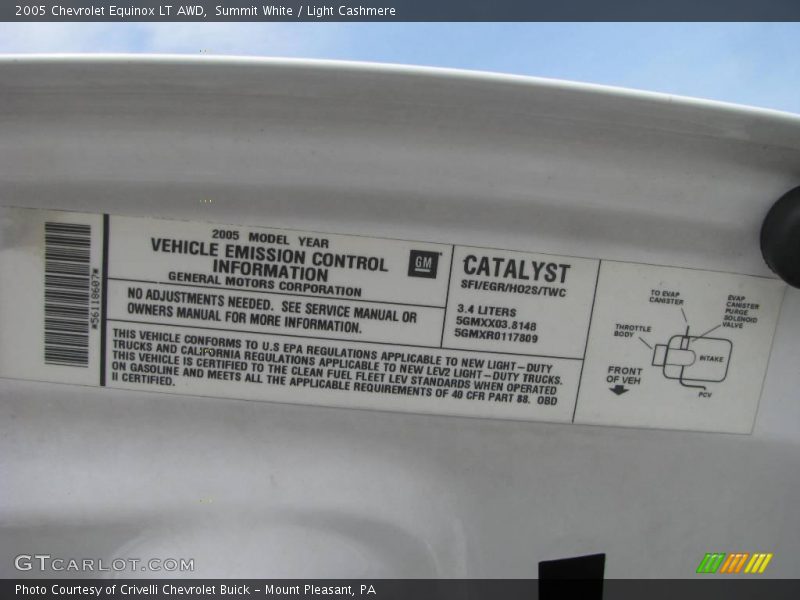 2005 Chevrolet Equinox LT AWD, Summit White / Light Cashmere
*56118607*
2005 MODEL YEAR
VEHICLE EMISSION CONTROL
INFORMATION
GENERAL MOTORS CORPORATION
GM
NO ADJUSTMENTS NEEDED. SEE SERVICE MANUAL OR
OWNERS MANUAL FOR MORE INFORMATION.
CATALYST
SFI/EGR/HO2S/TWC
3.4 LITERS
5GMXX03.8148
5GMXR0117809
THIS VEHICLE CONFORMS TO U.S EPA REGULATIONS APPLICABLE TO NEW LIGHT-DUTY
TRUCKS AND CALIFORNIA REGULATIONS APPLICABLE TO NEW LEV2 LIGHT-DUTY TRUCKS.
THIS VEHICLE IS CERTIFIED TO THE CLEAN FUEL FLEET LEV STANDARDS WHEN OPERATED
ON GASOLINE AND MEETS ALL THE APPLICABLE REQUIREMENTS OF 40 CFR PART 88. OBD
II CERTIFIED.
TO EVAP
CANISTER
EVAP
CANISTER
PURGE
SOLENOID
VALVE
THROTTLE
BODY
INTAKE
FRONT
OF VEH
PCV
GTCARLOT.COM
Photo Courtesy of Crivelli Chevrolet Buick - Mount Pleasant, PA